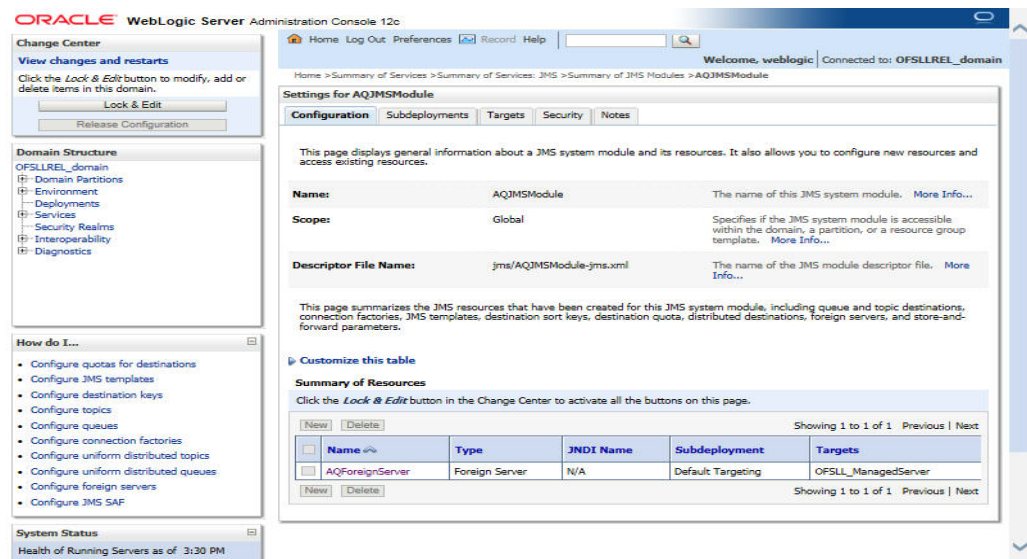 ORACLE WebLogic Server Administration Console 12c
Change Center
View changes and restarts
Click the Lock & Edit button to modify, add or
delete items in this domain.
Lock & Edit
Release Configuration
Domain Structure
OFSLLREL_domain
Domain Partitions
Environment
Deployments
Services
Security Realms
Interoperability
Diagnostics
How do I...
Configure quotas for destinations
Configure JMS templates
Configure destination keys
Configure topics
Configure queues
Configure connection factories
Configure uniform distributed topics
Configure uniform distributed queues
Configure foreign servers
Configure JMS SAF
System Status
Health of Running Servers as of 3:30 PM
Home Log Out Preferences Record Help
Welcome, weblogic Connected to: OFSLLREL_domain
Home >Summary of Services >Summary of Services: JMS >Summary of JMS Modules >AQJMSModule
Settings for AQJMSModule
Configuration Subdeployments Targets Security Notes
This page displays general information about a JMS system module and its resources. It also allows you to configure new resources and
access existing resources.
Name: AQJMSModule The name of this JMS system module. More Info...
Scope: Global Specifies if the JMS system module is accessible
within the domain, a partition, or a resource group
template. More Info...
Descriptor File Name: jms/AQJMSModule-jms.xml The name of the JMS module descriptor file. More
Info...
This page summarizes the JMS resources that have been created for this JMS system module, including queue and topic destinations,
connection factories, JMS templates, destination sort keys, destination quota, distributed destinations, foreign servers, and store-and-
forward parameters.
Customize this table
Summary of Resources
Click the Lock & Edit button in the Change Center to activate all the buttons on this page.
New Delete Showing 1 to 1 of 1 Previous | Next
Name Type JNDI Name Subdeployment Targets
AQForeignServer Foreign Server N/A Default Targeting OFSLL_ManagedServer
New Delete Showing 1 to 1 of 1 Previous | Next